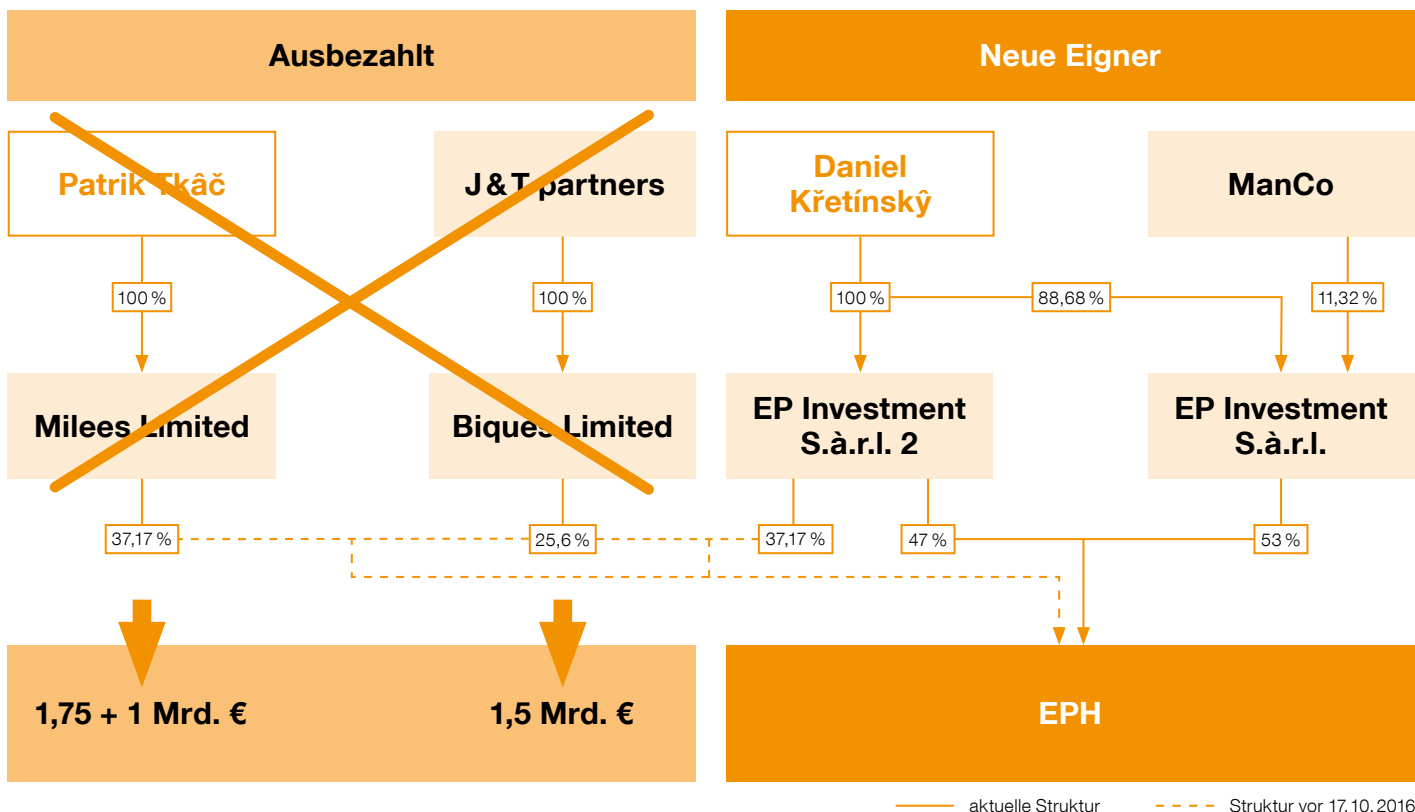 Ausbezahlt
Neue Eigner
Patrik Tkâč
J & T partners
Daniel
Křetínskŷ
ManCo
100 %
100 %
100 %
88,68 %
11,32 %
Milees Limited
Biques Limited
EP Investment
S.à.r.l. 2
EP Investment
S.à.r.l.
37,17 %
25,6 %
37,17 %
47 %
53 %
1,75 + 1 Mrd. €
1,5 Mrd. €
EPH
aktuelle Struktur
Struktur vor 17. 10. 2016